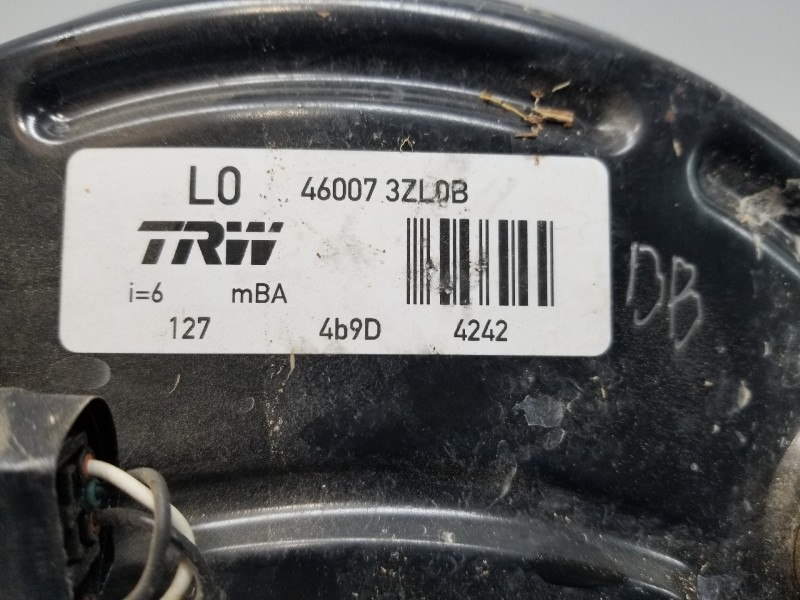 L0 46007 3ZL0B
TRW
i=6 mBA
127 4b9D 4242
DB